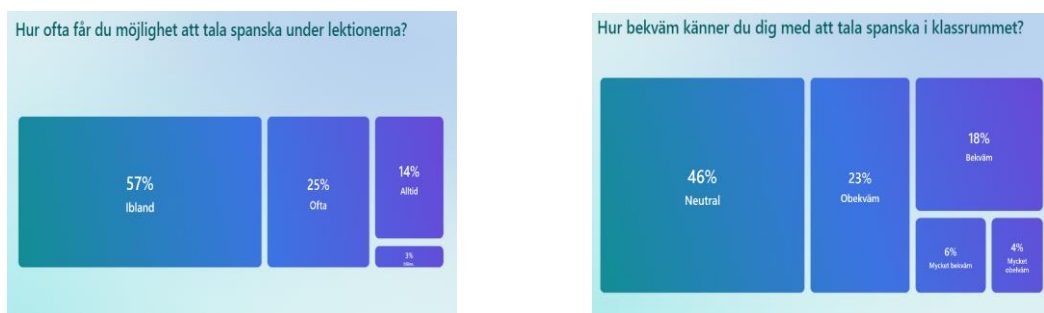 Hur ofta får du möjlighet att tala spanska under lektionerna?
57%
Ibland
25%
Ofta
14%
Alltid
3%
Hur bekväm känner du dig med att tala spanska i klassrummet?
46%
Neutral
23%
Obekväm
18%
Bekväm
6%
Mycket bekväm
4%
Mycket
obekväm